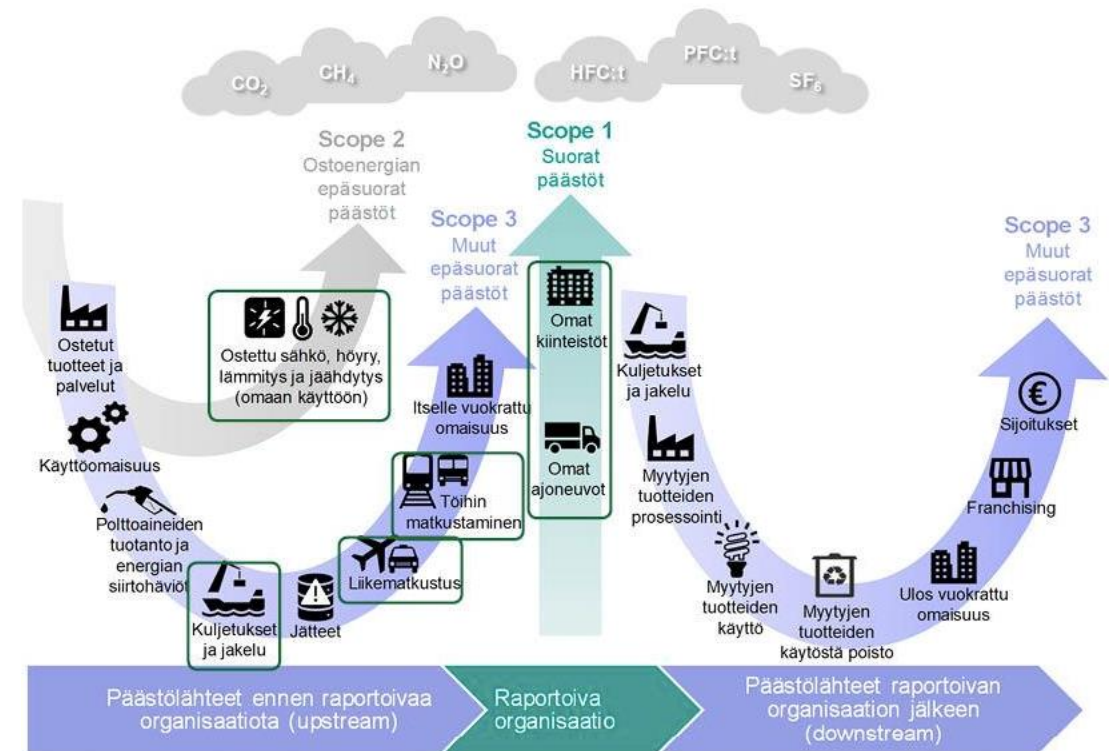 CO₂
CH₄
N₂O
HFC:t
PFC:t
SF₆
Scope 2
Ostoenergian
epäsuorat
päästöt
Scope 3
Muut
epäsuorat
päästöt
Scope 1
Suorat
päästöt
Scope 3
Muut
epäsuorat
päästöt
Ostetut
tuotteet ja
palvelut
Käyttöomaisuus
Polttoaineiden
tuotanto ja
energian
siirtohäviöt
Kuljetukset
ja jakelu
Jätteet
Liikematkustus
Töihin
matkustaminen
Itselle vuokrattu
omaisuus
Ostettu sähkö, höyry,
lämmitys ja jäähdytys
(omaan käyttöön)
Omat
kiinteistöt
Omat
ajoneuvot
Kuljetukset
ja jakelu
Myytyjen
tuotteiden
prosessointi
Myytyjen
tuotteiden
käyttö
Myytyjen
tuotteiden
käytöstä poisto
Ulos vuokrattu
omaisuus
Franchising
€
Sijoitukset
Päästölähteet ennen raportoivaa
organisaatiota (upstream)
Raportoiva
organisaatio
Päästölähteet raportoivan
organisaation jälkeen
(downstream)